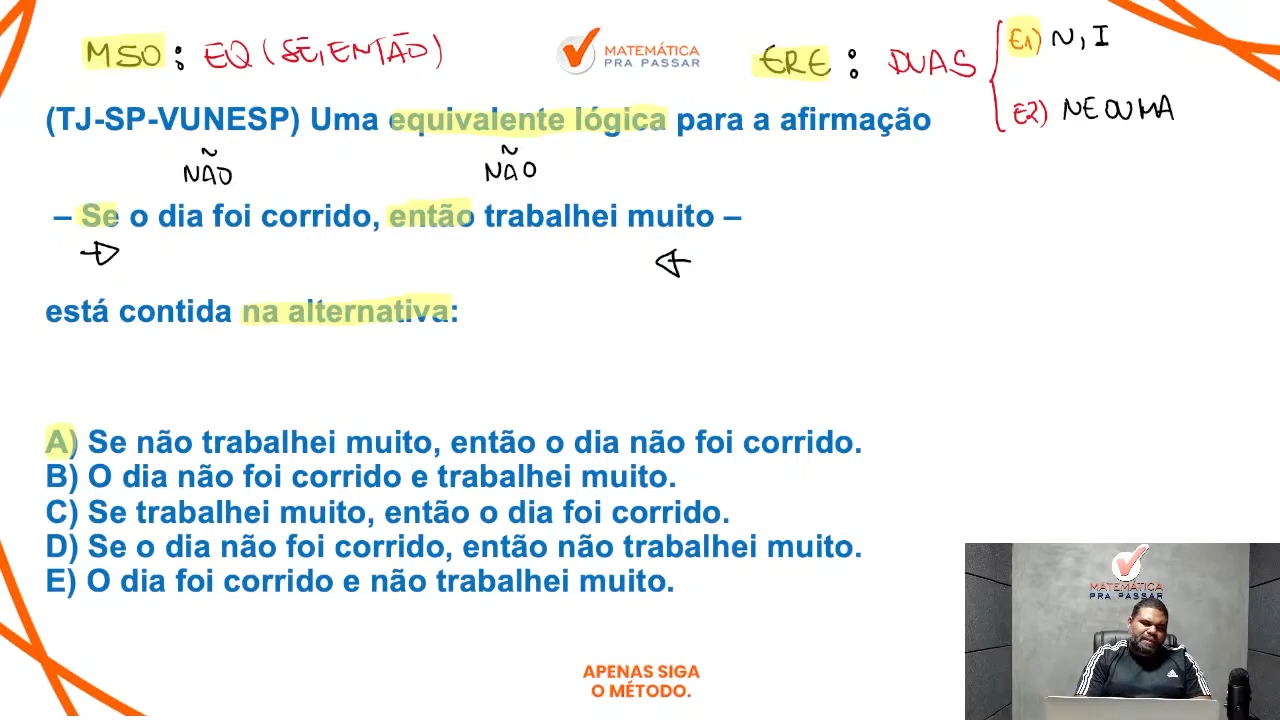 MSO : EQ (SE, ENTÃO)
MATEMÁTICA
PRA PASSAR
ERE : DUAS
E1) N, I
E2) NEOUMA
(TJ-SP-VUNESP) Uma equivalente lógica para a afirmação
~ ~
NÃO NÃO
– Se o dia foi corrido, então trabalhei muito –
está contida na alternativa:
A) Se não trabalhei muito, então o dia não foi corrido.
B) O dia não foi corrido e trabalhei muito.
C) Se trabalhei muito, então o dia foi corrido.
D) Se o dia não foi corrido, então não trabalhei muito.
E) O dia foi corrido e não trabalhei muito.
MATEMÁTICA
PRA PASSAR
adidas
APENAS SIGA
O MÉTODO.